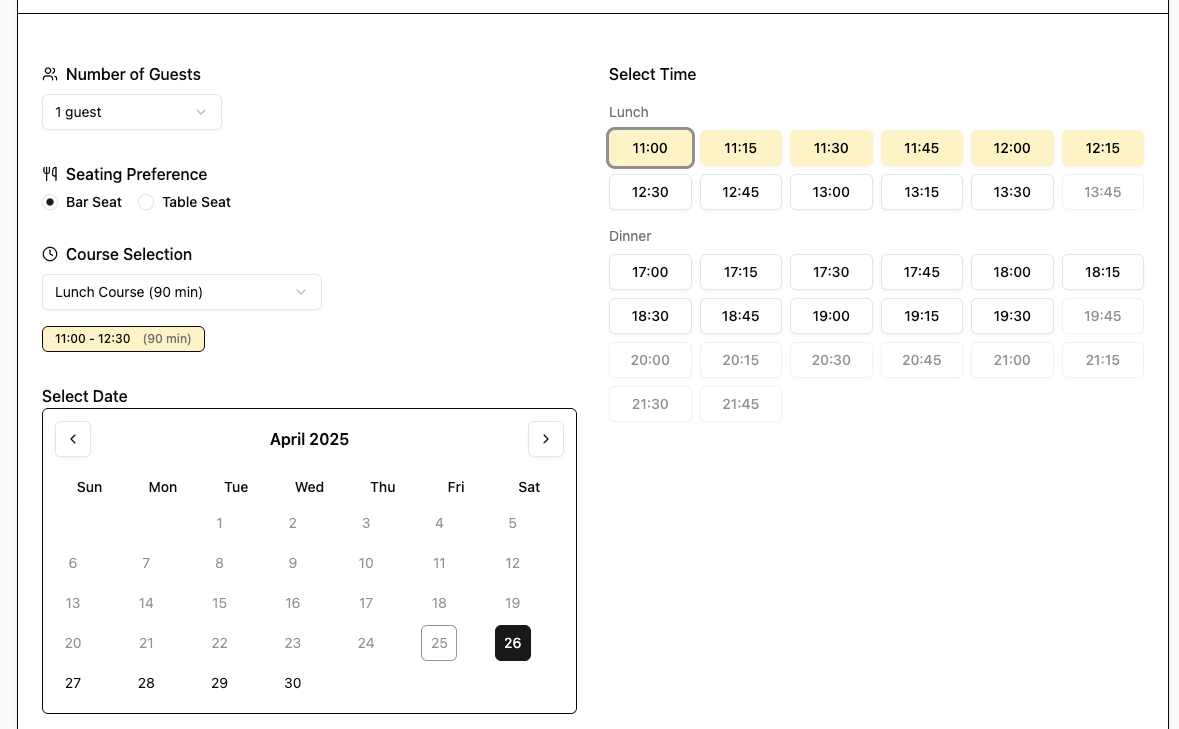 Number of Guests
1 guest
Seating Preference
Bar Seat Table Seat
Course Selection
Lunch Course (90 min)
11:00 - 12:30 (90 min)
Select Date
April 2025
Sun Mon Tue Wed Thu Fri Sat
1 2 3 4 5
6 7 8 9 10 11 12
13 14 15 16 17 18 19
20 21 22 23 24 25 26
27 28 29 30
Select Time
Lunch
11:00 11:15 11:30 11:45 12:00 12:15
12:30 12:45 13:00 13:15 13:30 13:45
Dinner
17:00 17:15 17:30 17:45 18:00 18:15
18:30 18:45 19:00 19:15 19:30 19:45
20:00 20:15 20:30 20:45 21:00 21:15
21:30 21:45